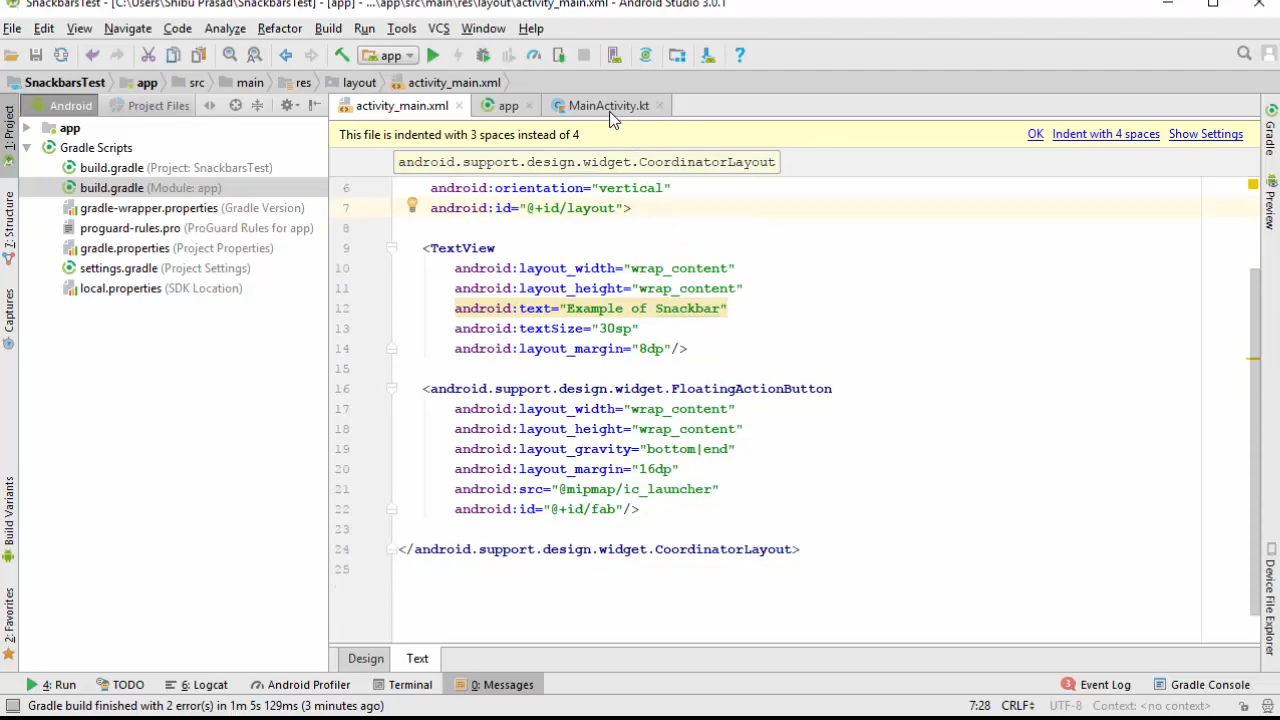 SnackbarsTest - [C:\Users\Shibu Prasad\SnackbarsTest] - [app] - ...\app\src\main\res\layout\activity_main.xml - Android Studio 3.0.1
File Edit View Navigate Code Analyze Refactor Build Run Tools VCS Window Help
app
SnackbarsTest app src main res layout activity_main.xml
Android Project Files activity_main.xml app MainActivity.kt
This file is indented with 3 spaces instead of 4 OK Indent with 4 spaces Show Settings
android.support.design.widget.CoordinatorLayout
app
Gradle Scripts
build.gradle (Project: SnackbarsTest)
build.gradle (Module: app)
gradle-wrapper.properties (Gradle Version)
proguard-rules.pro (ProGuard Rules for app)
gradle.properties (Project Properties)
settings.gradle (Project Settings)
local.properties (SDK Location)
6 android:orientation="vertical"
7 android:id="@+id/layout">
8
9 <TextView
10 android:layout_width="wrap_content"
11 android:layout_height="wrap_content"
12 android:text="Example of Snackbar"
13 android:textSize="30sp"
14 android:layout_margin="8dp"/>
15
16 <android.support.design.widget.FloatingActionButton
17 android:layout_width="wrap_content"
18 android:layout_height="wrap_content"
19 android:layout_gravity="bottom|end"
20 android:layout_margin="16dp"
21 android:src="@mipmap/ic_launcher"
22 android:id="@+id/fab"/>
23
24 </android.support.design.widget.CoordinatorLayout>
25
1: Project
7: Structure
Captures
Build Variants
2: Favorites
Gradle
Preview
Device File Explorer
Design Text
4: Run TODO 6: Logcat Android Profiler Terminal 0: Messages Event Log Gradle Console
Gradle build finished with 2 error(s) in 1m 5s 129ms (3 minutes ago) 7:28 CRLF UTF-8 Context: <no context>